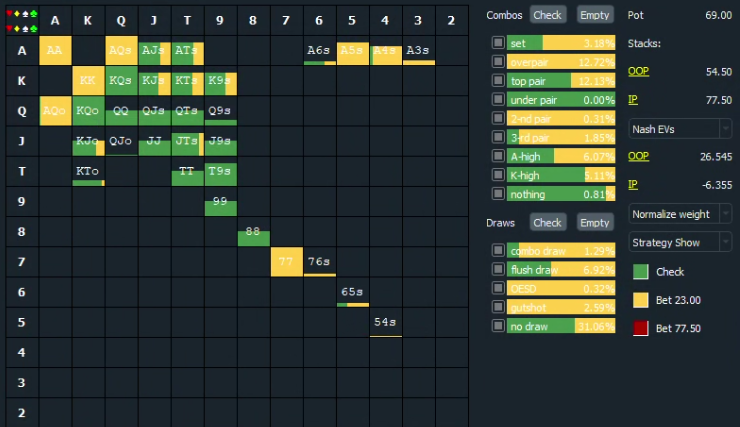 ♥ ♦ ♠ ♣ A K Q J T 9 8 7 6 5 4 3 2
♥ ♦ ♠ ♣
A AA AQs AJs ATs A6s A5s A4s A3s
K KK KQs KJs KTs K9s
Q AQo KQo QQ QJs QTs Q9s
J KJo QJo JJ JTs J9s
T KTo TT T9s
9 99
8 88
7 77 76s
6 65s
5 54s
4
3
2
Combos Check Empty
set 3.18%
overpair 12.72%
top pair 12.13%
under pair 0.00%
2-nd pair 0.31%
3-rd pair 1.85%
A-high 6.07%
K-high 5.11%
nothing 0.81%
Draws Check Empty
combo draw 1.29%
flush draw 6.92%
OESD 0.32%
gutshot 2.59%
no draw 31.06%
Pot 69.00
Stacks:
OOP 54.50
IP 77.50
Nash EVs
OOP 26.545
IP -6.355
Normalize weight
Strategy Show
Check
Bet 23.00
Bet 77.50